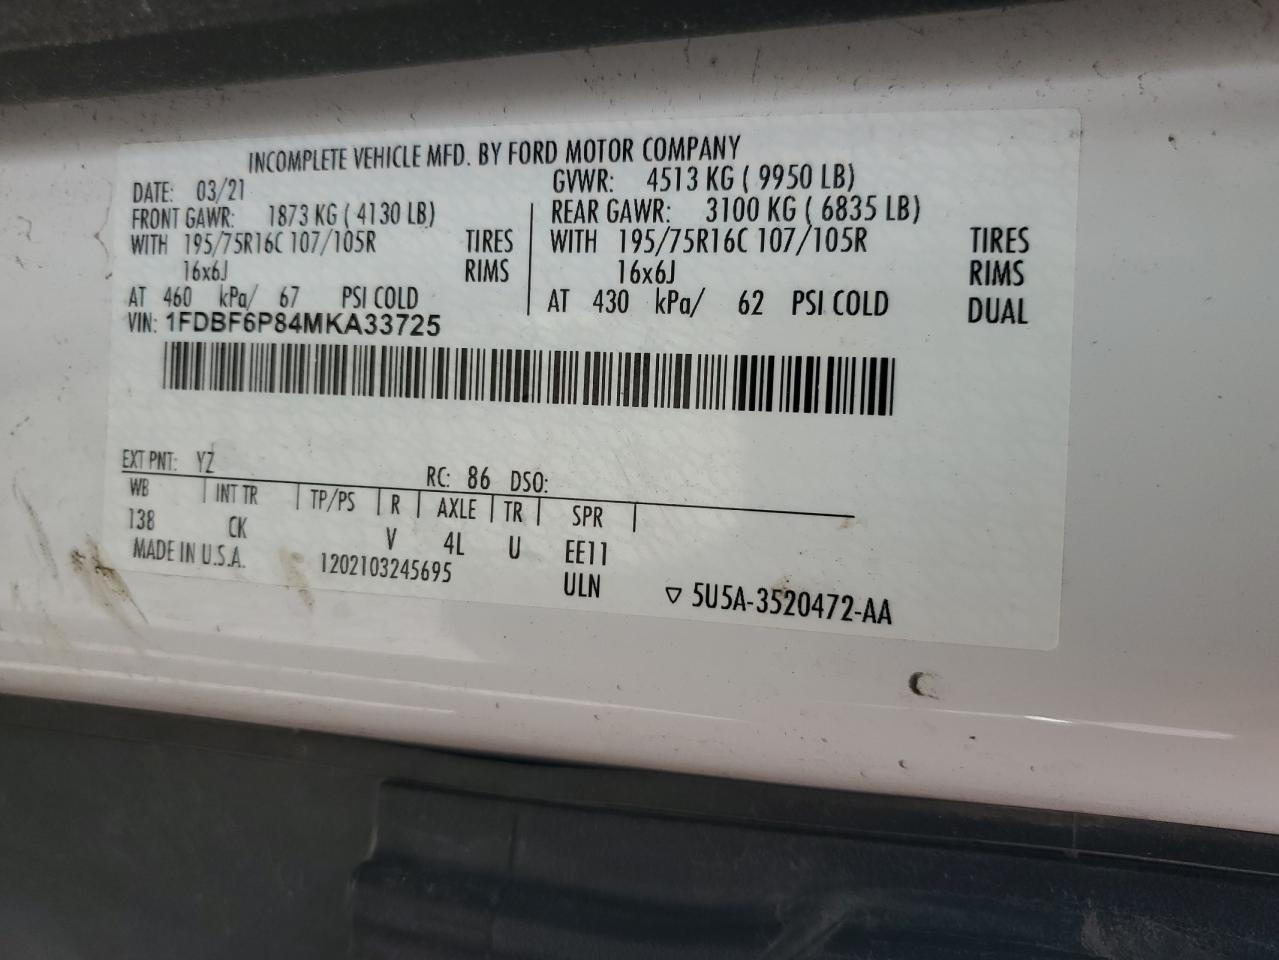 INCOMPLETE VEHICLE MFD. BY FORD MOTOR COMPANY
DATE: 03/21 GVWR: 4513 KG ( 9950 LB)
FRONT GAWR: 1873 KG ( 4130 LB) REAR GAWR: 3100 KG ( 6835 LB)
WITH 195/75R16C 107/105R TIRES WITH 195/75R16C 107/105R TIRES
16x6J RIMS 16x6J RIMS
AT 460 kPa/ 67 PSI COLD AT 430 kPa/ 62 PSI COLD DUAL
VIN: 1FDBF6P84MKA33725
EXT PNT: YZ RC: 86 DSO:
WB INT TR TP/PS R AXLE TR SPR
138 CK V 4L U EE11
MADE IN U.S.A. 1202103245695 ULN ▽ 5U5A-3520472-AA